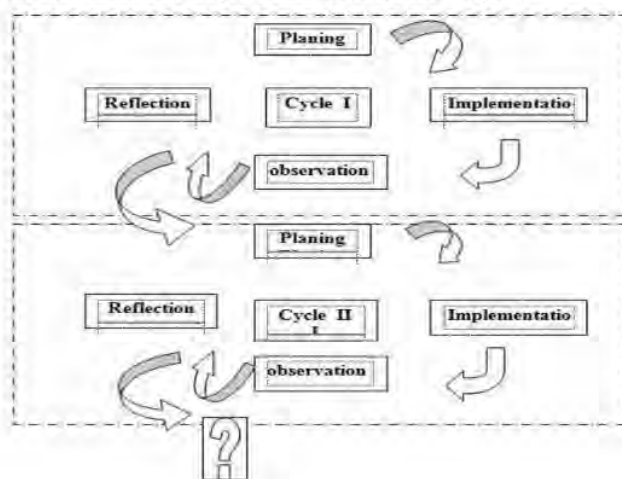 Planing
Reflection
Cycle I
Implementatio
observation
Planing
Reflection
Cycle II
I
Implementatio
observation
?